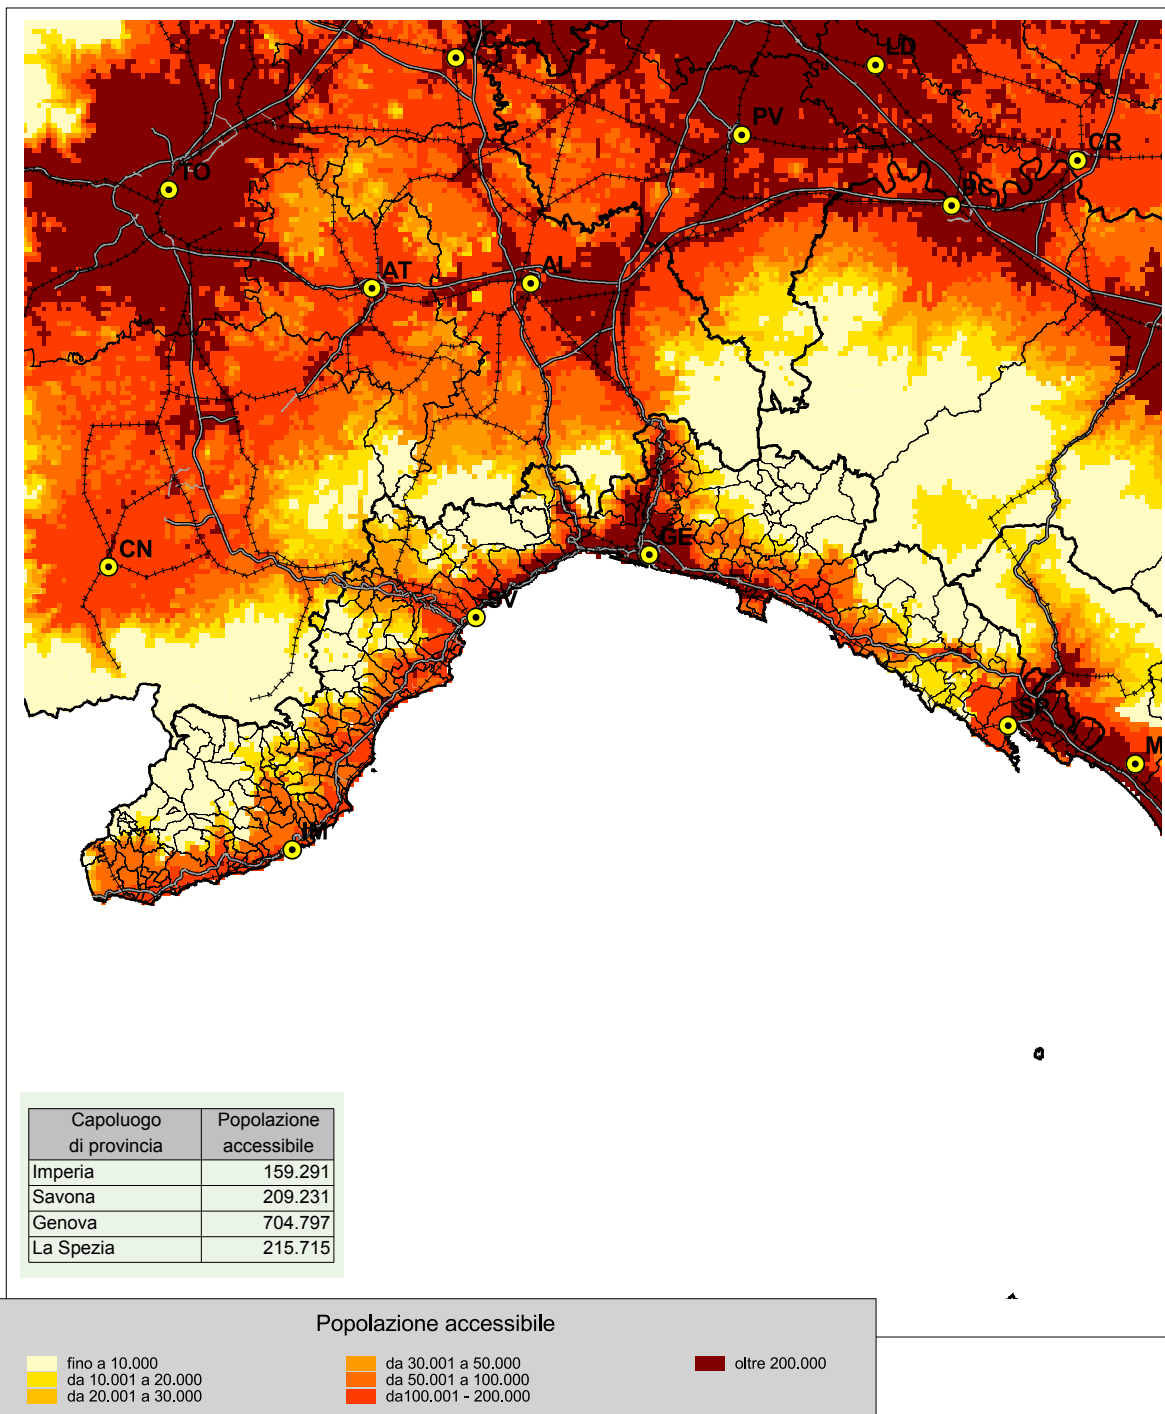 VC
LD
PV
TO
CR
PC
AT
AL
CN
GE
SV
SP
M
IM
Capoluogo di provincia Popolazione accessibile
Imperia 159.291
Savona 209.231
Genova 704.797
La Spezia 215.715
Popolazione accessibile
fino a 10.000
da 10.001 a 20.000
da 20.001 a 30.000
da 30.001 a 50.000
da 50.001 a 100.000
da100.001 - 200.000
oltre 200.000